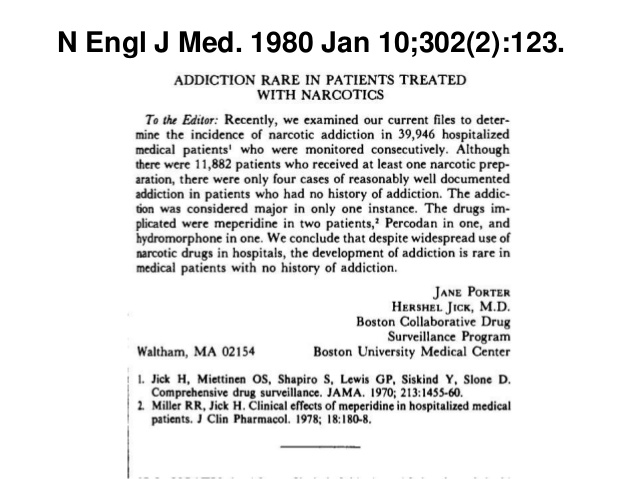 N Engl J Med. 1980 Jan 10;302(2):123.
ADDICTION RARE IN PATIENTS TREATED
WITH NARCOTICS
To the Editor: Recently, we examined our current files to deter-
mine the incidence of narcotic addiction in 39,946 hospitalized
medical patients¹ who were monitored consecutively. Although
there were 11,882 patients who received at least one narcotic prep-
aration, there were only four cases of reasonably well documented
addiction in patients who had no history of addiction. The addic-
tion was considered major in only one instance. The drugs im-
plicated were meperidine in two patients,² Percodan in one, and
hydromorphone in one. We conclude that despite widespread use of
narcotic drugs in hospitals, the development of addiction is rare in
medical patients with no history of addiction.
JANE PORTER
HERSHEL JICK, M.D.
Boston Collaborative Drug
Surveillance Program
Waltham, MA 02154 Boston University Medical Center
1. Jick H, Miettinen OS, Shapiro S, Lewis GP, Siskind V, Slone D.
Comprehensive drug surveillance. JAMA. 1970; 213:1455-60.
2. Miller RR, Jick H. Clinical effects of meperidine in hospitalized medical
patients. J Clin Pharmacol. 1978; 18:180-8.